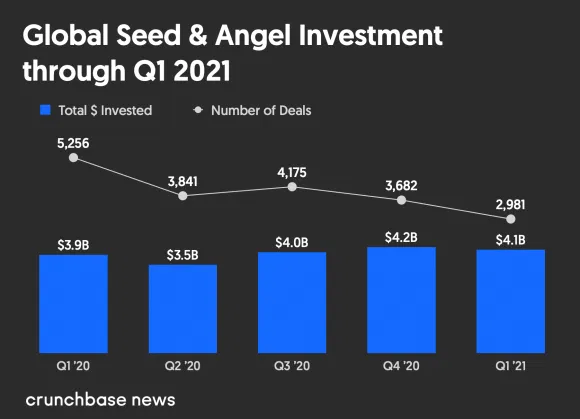 Global Seed & Angel Investment
through Q1 2021
Total $ Invested
Number of Deals
5,256
3,841
4,175
3,682
2,981
$3.9B
$3.5B
$4.0B
$4.2B
$4.1B
Q1 '20
Q2 '20
Q3 '20
Q4 '20
Q1 '21
crunchbase news